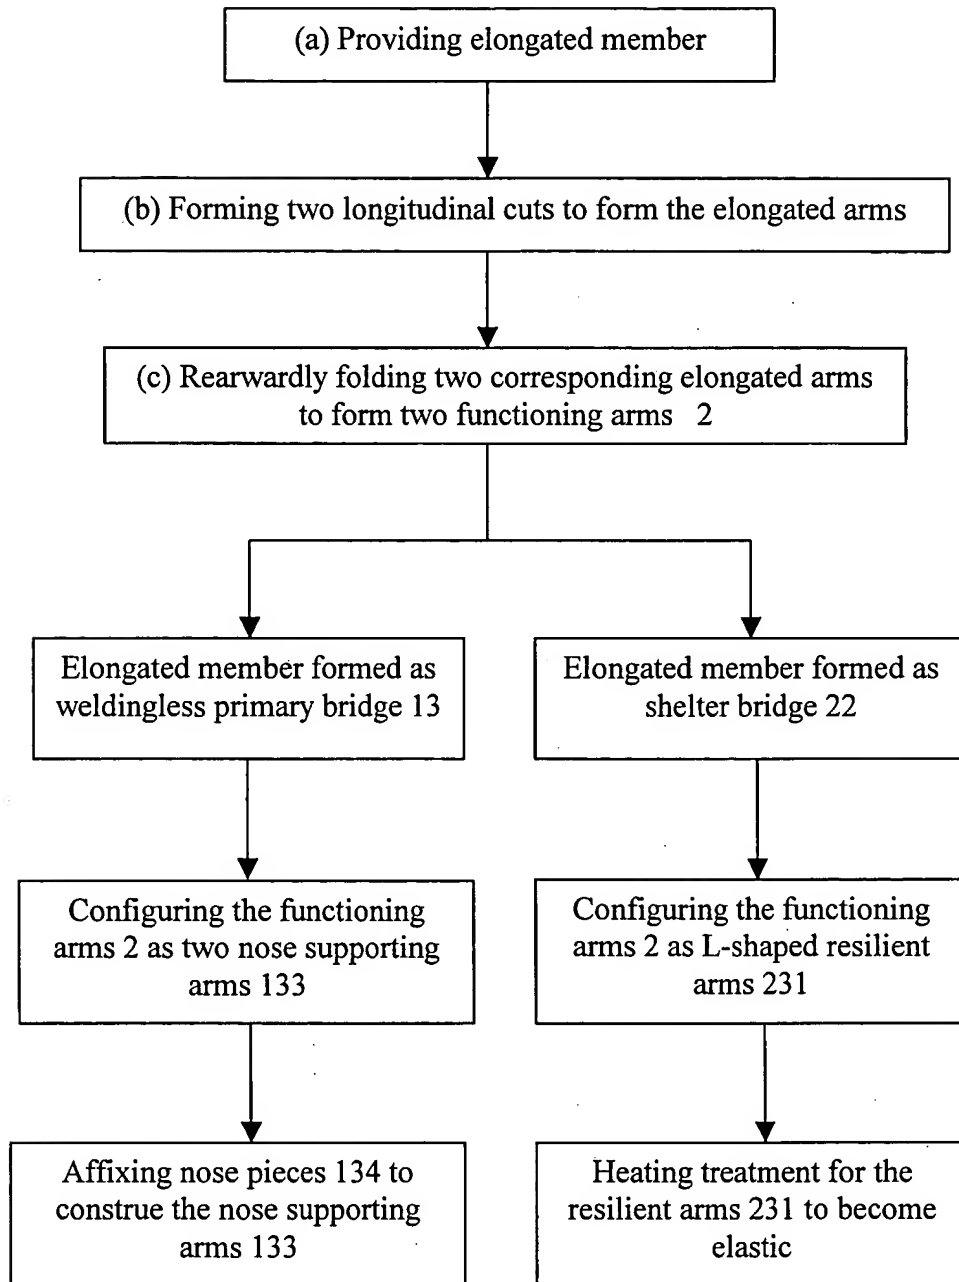 (a) Providing elongated member
(b) Forming two longitudinal cuts to form the elongated arms
(c) Rearwardly folding two corresponding elongated arms
to form two functioning arms 2
Elongated member formed as
weldingless primary bridge 13
Elongated member formed as
shelter bridge 22
Configuring the functioning
arms 2 as two nose supporting
arms 133
Configuring the functioning
arms 2 as L-shaped resilient
arms 231
Affixing nose pieces 134 to
construe the nose supporting
arms 133
Heating treatment for the
resilient arms 231 to become
elastic